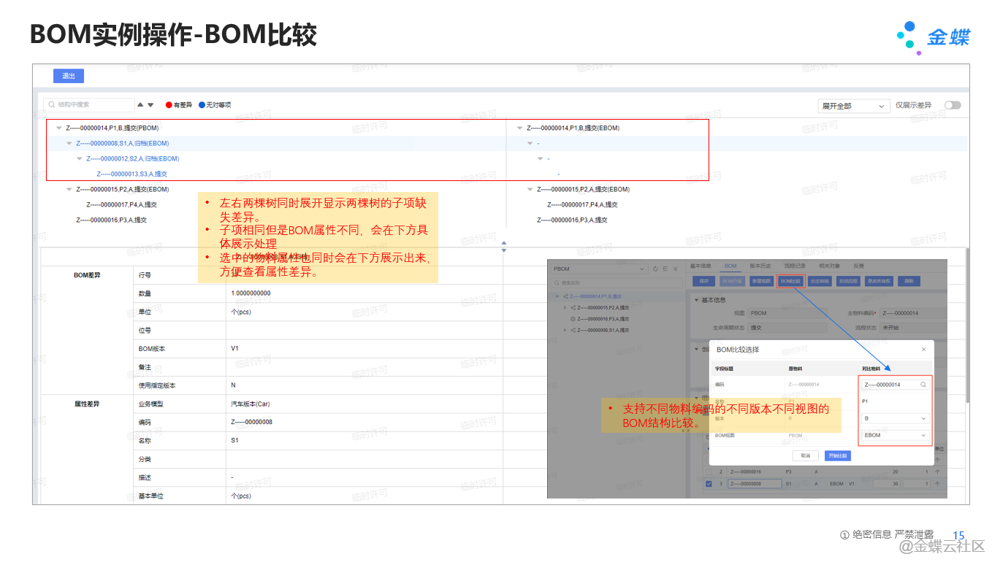 BOM实例操作-BOM比较
金蝶
退出
结构中搜索
有差异
无对等项
展开全部
仅展示差异
Z-----00000014,P1,B,提交(PBOM)
Z-----00000014,P1,B,提交(EBOM)
Z-----00000008,S1,A,归档(EBOM)
-
Z-----00000012,S2,A,归档(EBOM)
-
Z-----00000013,S3,A,提交
-
Z-----00000015,P2,A,提交(EBOM)
Z-----00000015,P2,A,提交(EBOM)
Z-----00000017,P4,A,提交
Z-----00000017,P4,A,提交
Z-----00000016,P3,A,提交
Z-----00000016,P3,A,提交
• 左右两棵树同时展开显示两棵树的子项缺
失差异。
• 子项相同但是BOM属性不同，会在下方具
体展示处理
• 选中的物料属性也同时会在下方展示出来，
方便查看属性差异。
BOM差异
行号
数量
1.0000000000
单位
个(pcs)
位号
BOM版本
V1
备注
使用指定版本
N
属性差异
业务模型
汽车版本(Car)
编码
Z-----00000008
名称
S1
分类
描述
-
基本单位
个(pcs)
PBOM
搜索名称
Z-----00000014,P1,B,提交
Z-----00000015,P2,A,提交
Z-----00000016,P3,A,提交
Z-----00000008,S1,A,提交
基本信息
BOM
版本历史
流程记录
相关对象
反查
保存
新建视图
BOM比较
状态转换
启动流程
更改所有权
刷新
基本信息
视图
PBOM
主物料编码*
Z-----00000014
生命周期状态
提交
流程状态
未开始
BOM比较选择
字段标题
原物料
对比物料
编码
Z-----00000014
Z-----00000014
名称
P1
P1
版本
B
B
BOM视图
PBOM
EBOM
取消
开始比较
• 支持不同物料编码的不同版本不同视图的
BOM结构比较。
单位
个
2
Z-----00000016
P3
A
20
1
个
3
Z-----00000008
S1
A
EBOM
V1
30
1
个
临时许可
① 绝密信息 严禁泄露
15
@金蝶云社区